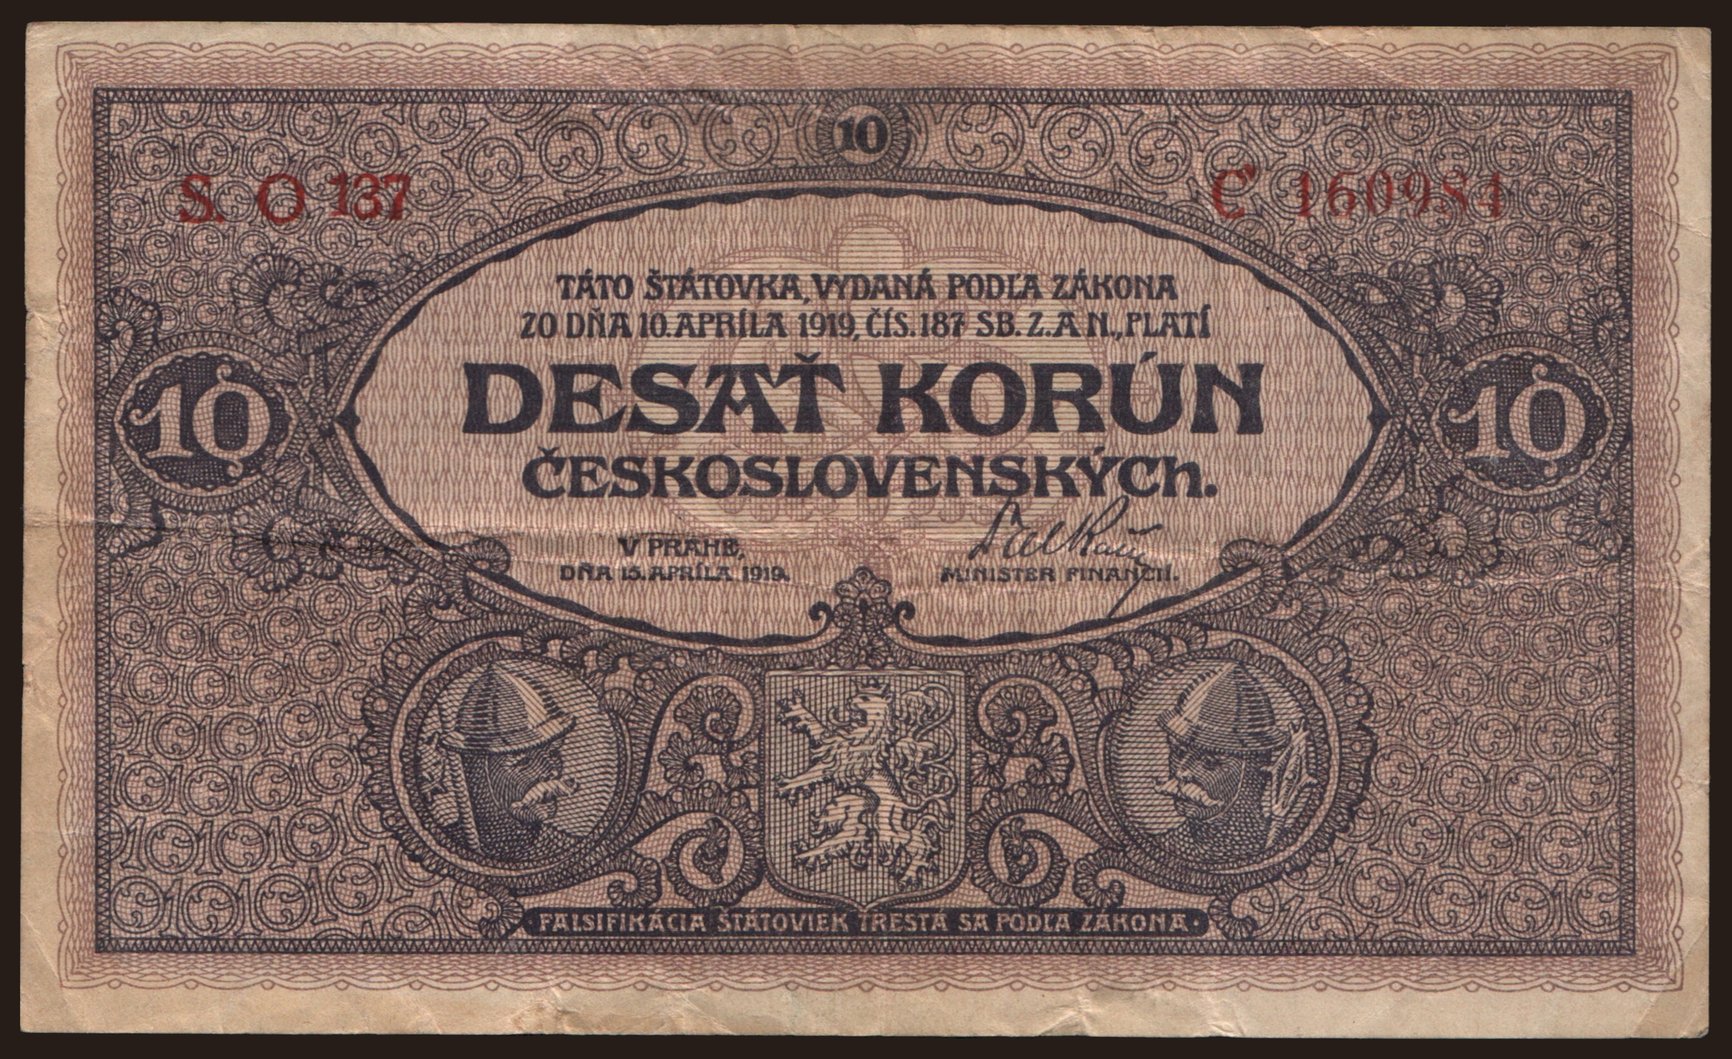 10
S. O 137 C 160984
TÁTO ŠTÁTOVKA, VYDANÁ PODĽA ZÁKONA
ZO DŇA 10. APRÍLA 1919, ČÍS. 187 SB. Z. A N., PLATÍ
10 DESAŤ KORÚN 10
ČESKOSLOVENSKÝCh.
V PRAHE,
DŇA 15. APRÍLA 1919. MINISTER FINANCIÍ.
FALSIFIKÁCIA ŠTÁTOVIEK TRESTÁ SA PODĽA ZÁKONA